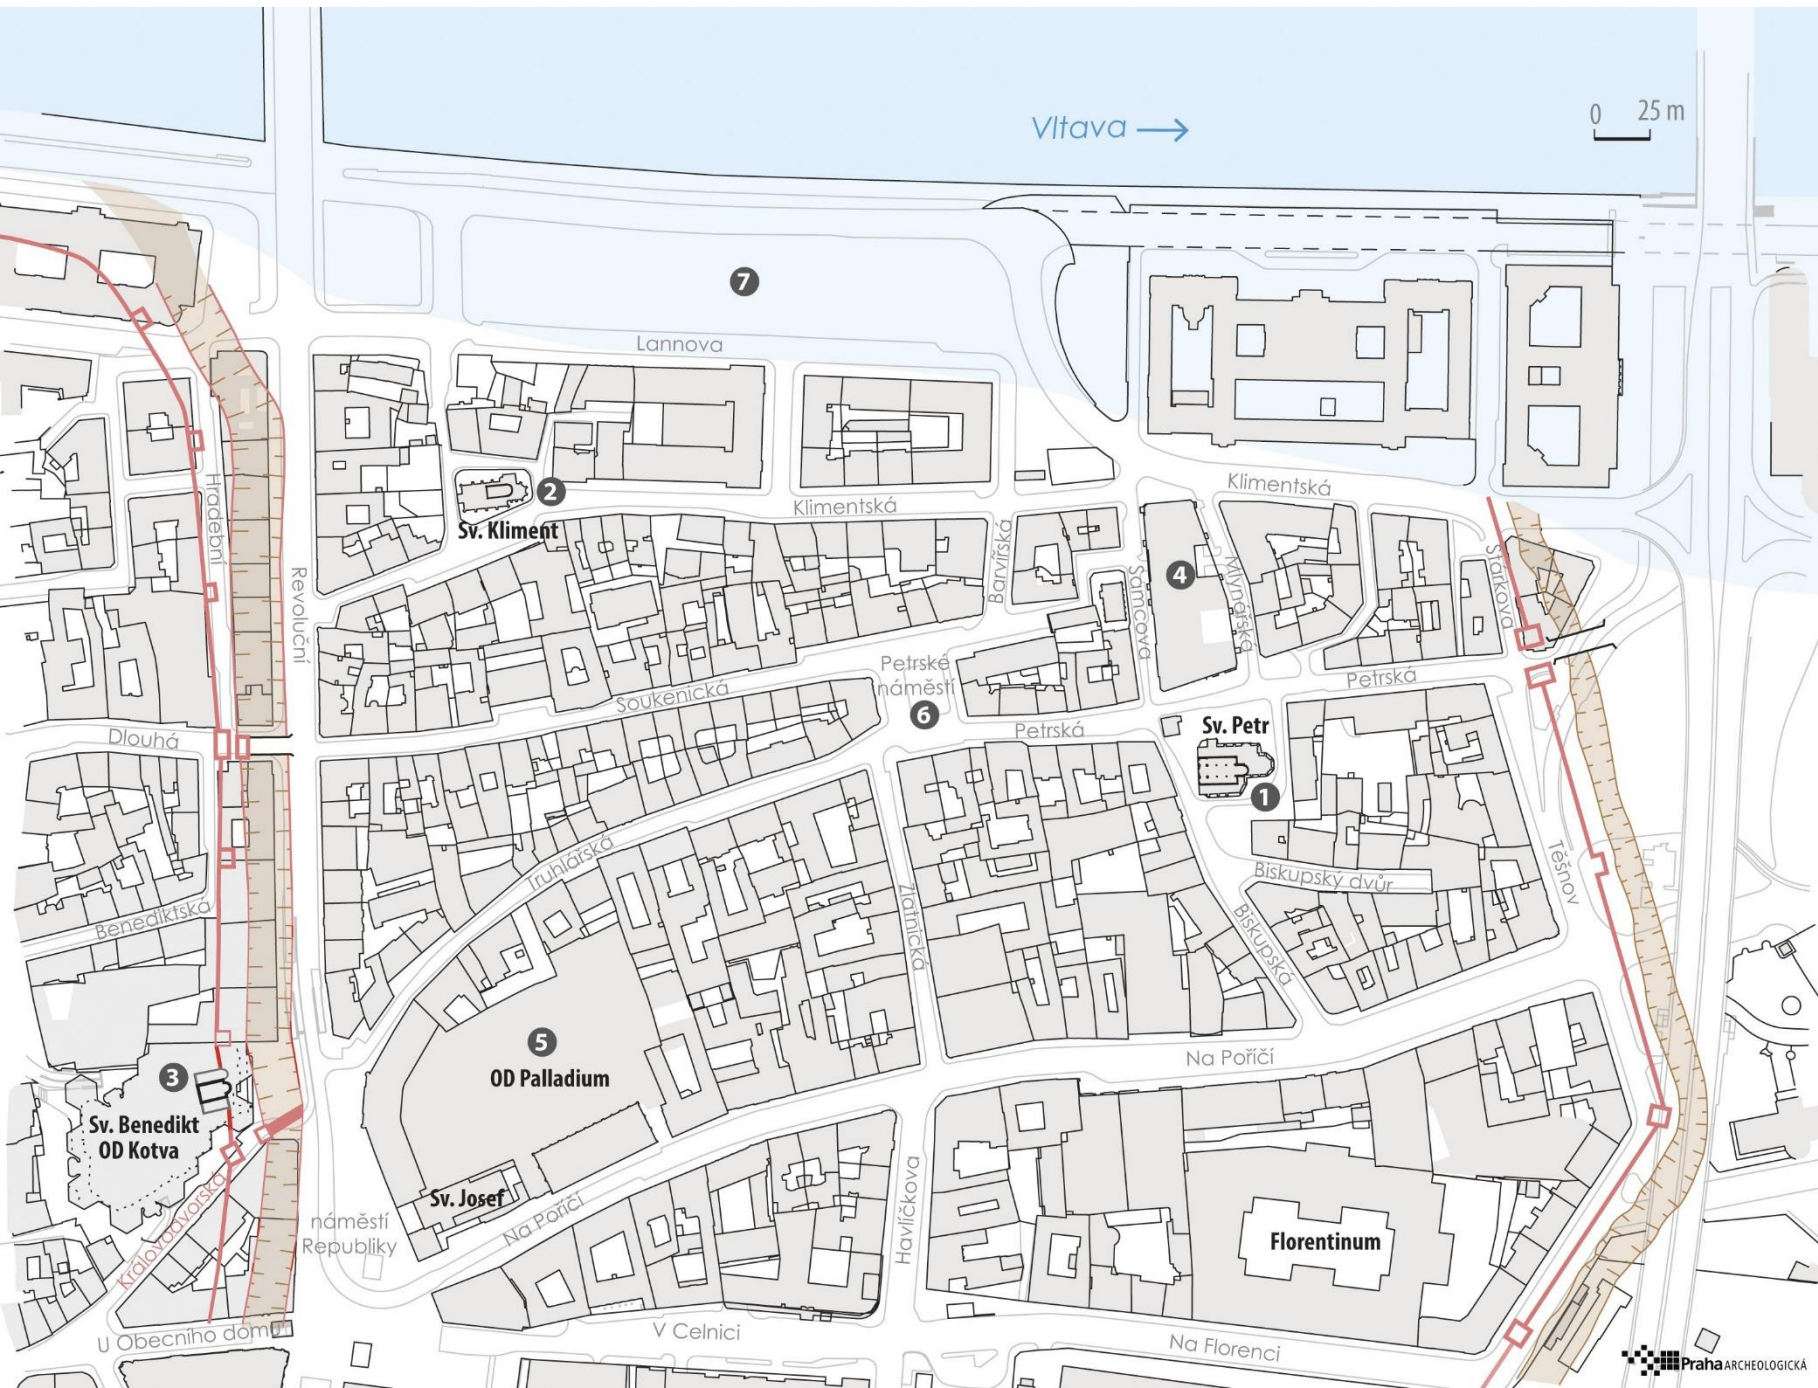 Vltava
0 25 m
7
Lannova
Klimentská
2
Sv. Kliment
Klimentská
Hradební
Revoluční
Barvířská
Samcova
4
Mlynářská
Stárkova
Petrské
náměstí
6
Soukenická
Petrská
Petrská
Sv. Petr
1
Dlouhá
Truhlářská
Zlatnická
Biskupský dvůr
Biskupská
Těšnov
Benediktská
5
OD Palladium
Na Poříčí
3
Sv. Benedikt
OD Kotva
Sv. Josef
Na Poříčí
Královodvorská
náměstí
Republiky
Havlíčkova
Florentinum
U Obecního domu
V Celnici
Na Florenci
Praha ARCHEOLOGICKÁ